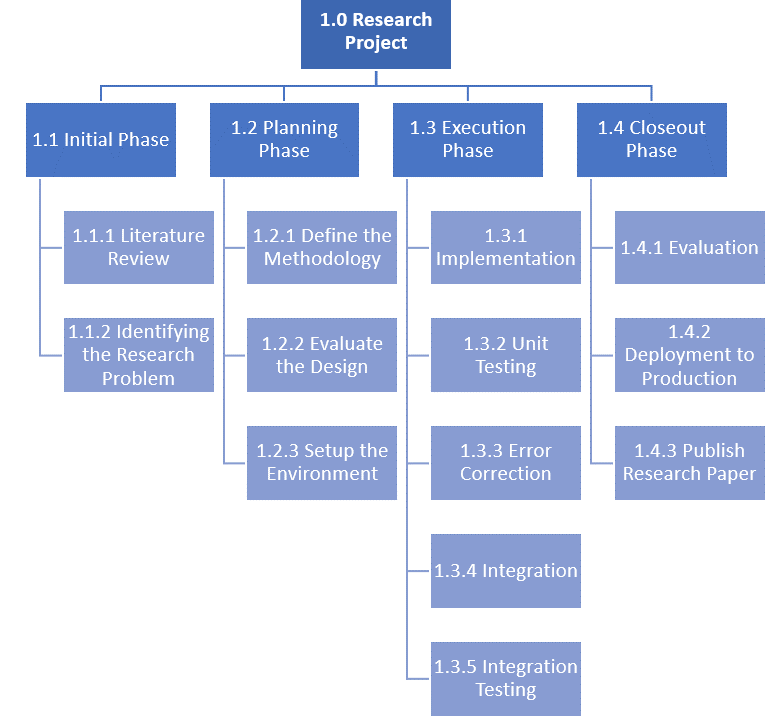 1.0 Research
Project
1.1 Initial Phase
1.2 Planning
Phase
1.3 Execution
Phase
1.4 Closeout
Phase
1.1.1 Literature
Review
1.1.2 Identifying
the Research
Problem
1.2.1 Define the
Methodology
1.2.2 Evaluate
the Design
1.2.3 Setup the
Environment
1.3.1
Implementation
1.3.2 Unit
Testing
1.3.3 Error
Correction
1.3.4 Integration
1.3.5 Integration
Testing
1.4.1 Evaluation
1.4.2
Deployment to
Production
1.4.3 Publish
Research Paper